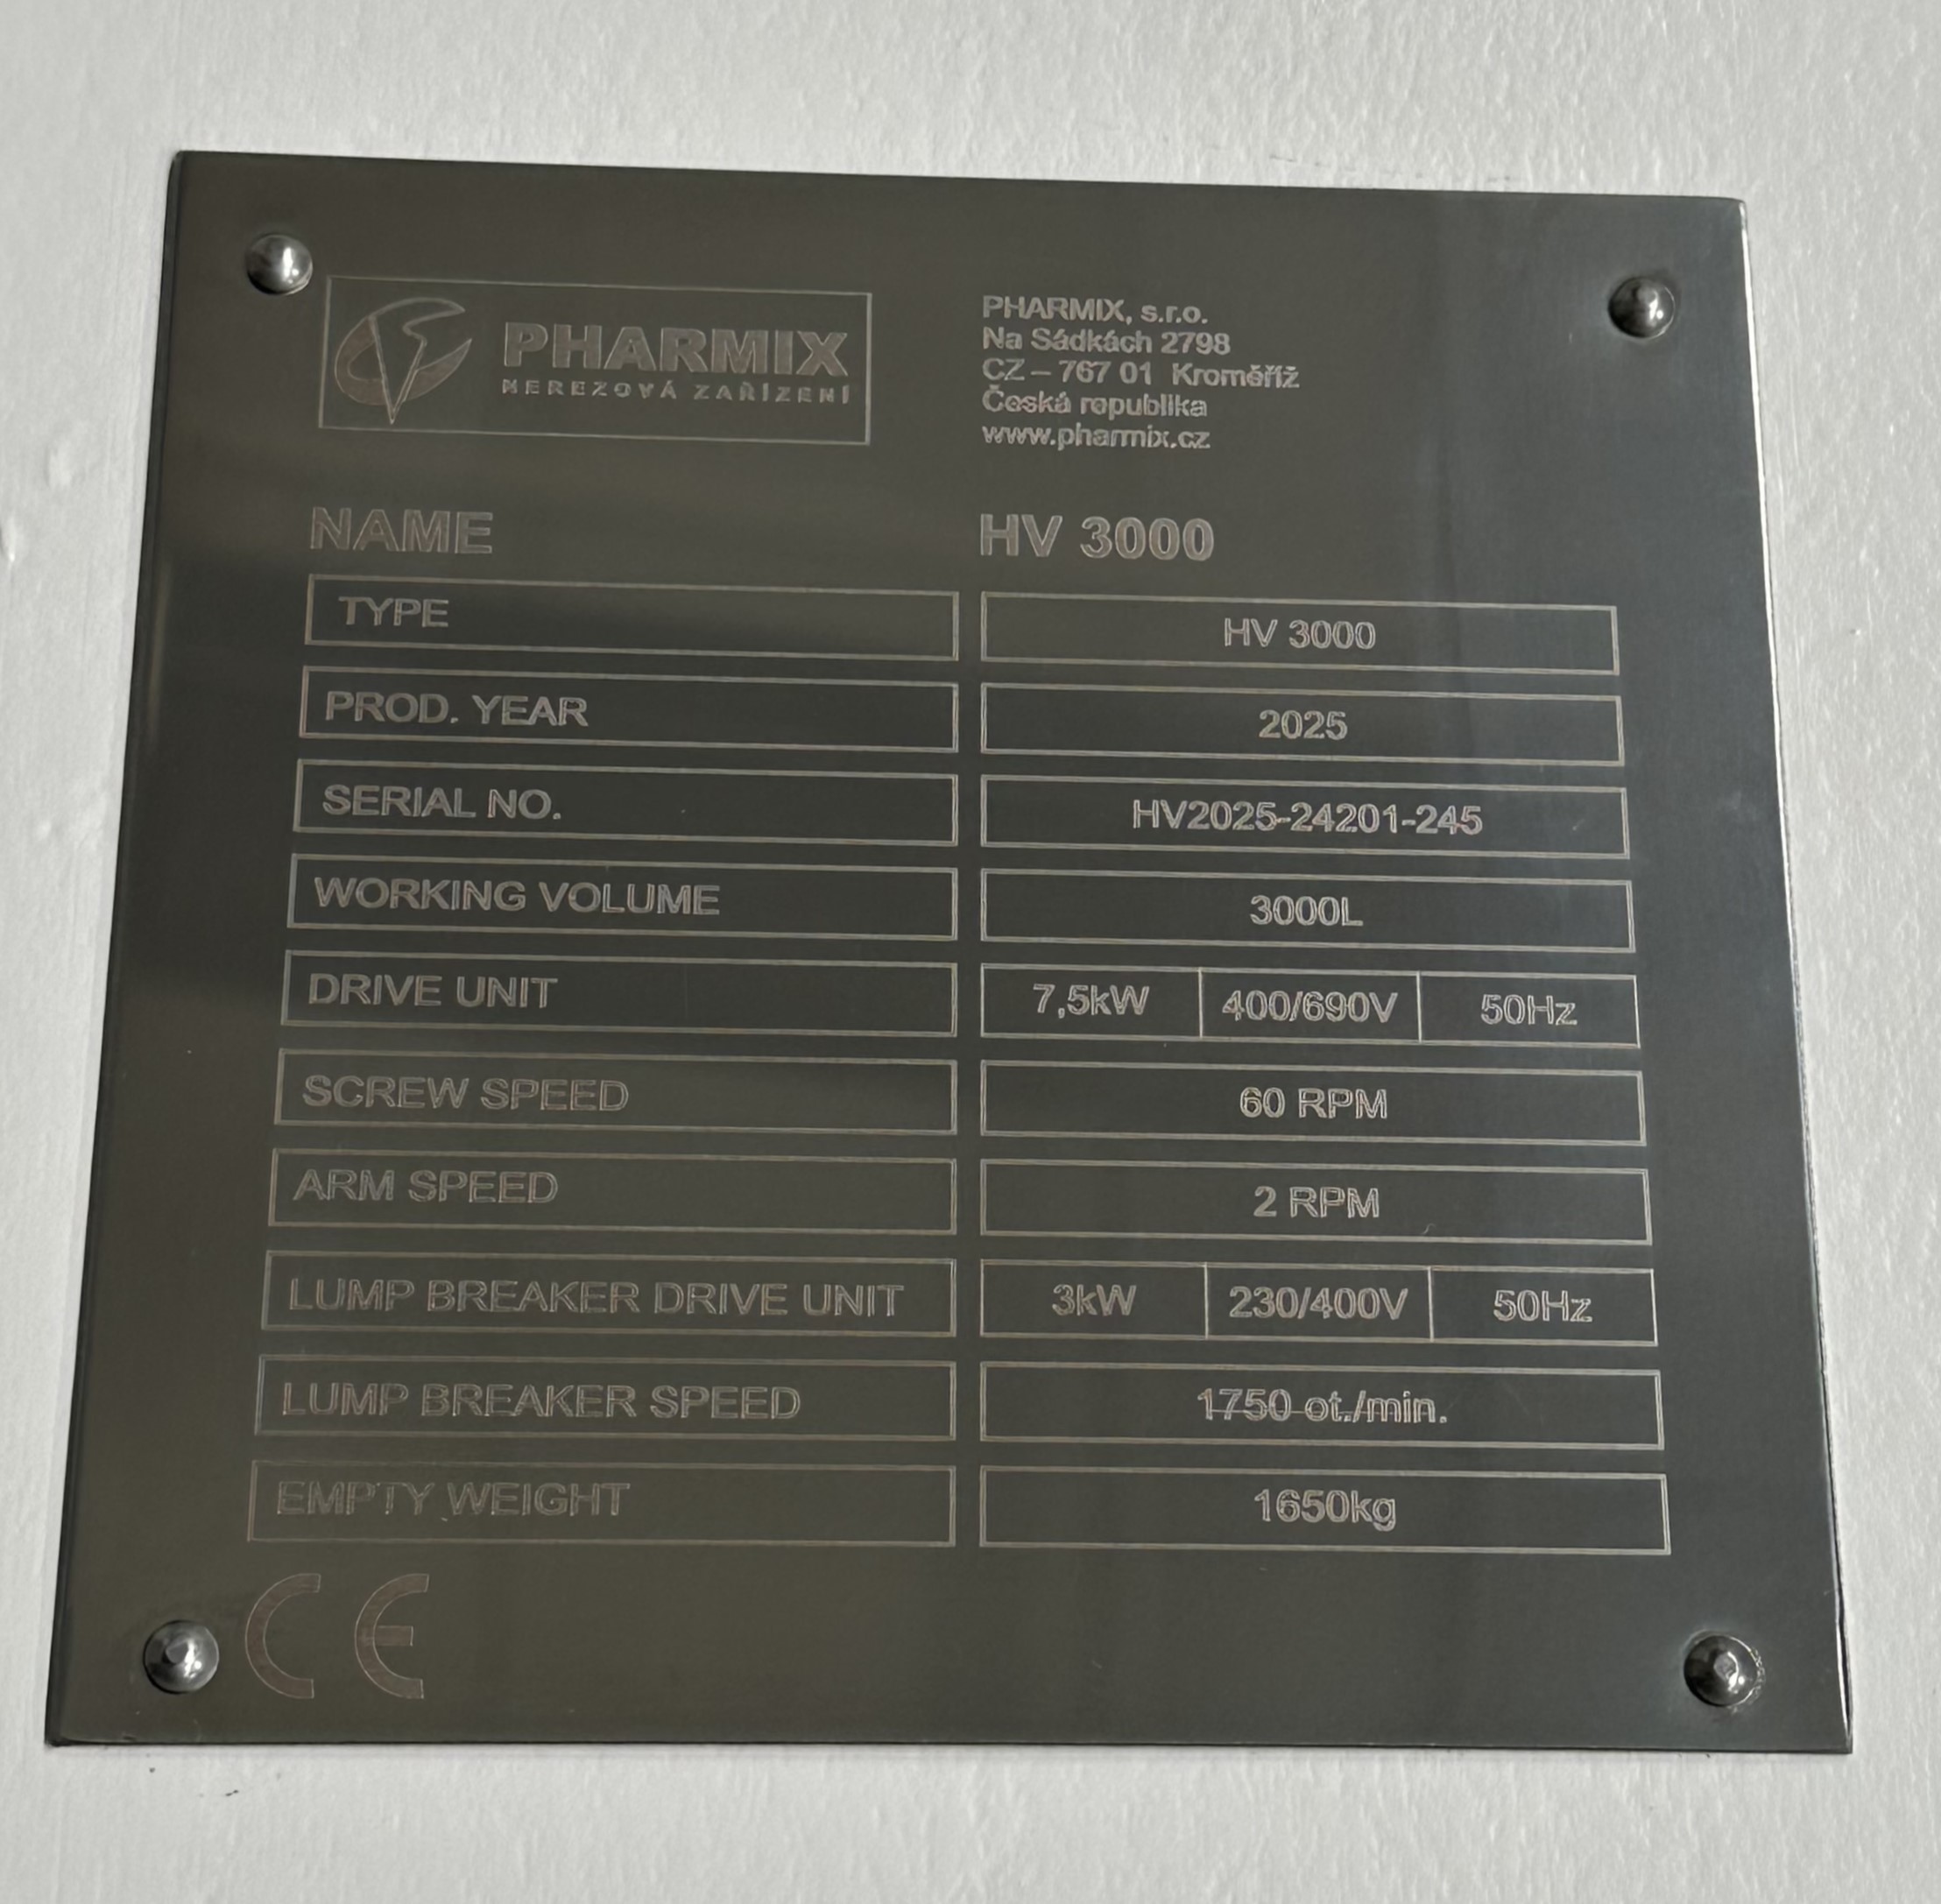 PHARMIX
NEREZOVÁ ZAŘÍZENÍ
PHARMIX, s.r.o.
Na Sádkách 2798
CZ – 767 01 Kroměříž
Česká republika
www.pharmix.cz
NAME HV 3000
TYPE HV 3000
PROD. YEAR 2025
SERIAL NO. HV2025-24201-245
WORKING VOLUME 3000L
DRIVE UNIT 7,5kW 400/690V 50Hz
SCREW SPEED 60 RPM
ARM SPEED 2 RPM
LUMP BREAKER DRIVE UNIT 3kW 230/400V 50Hz
LUMP BREAKER SPEED 1750 ot./min.
EMPTY WEIGHT 1650kg
CE